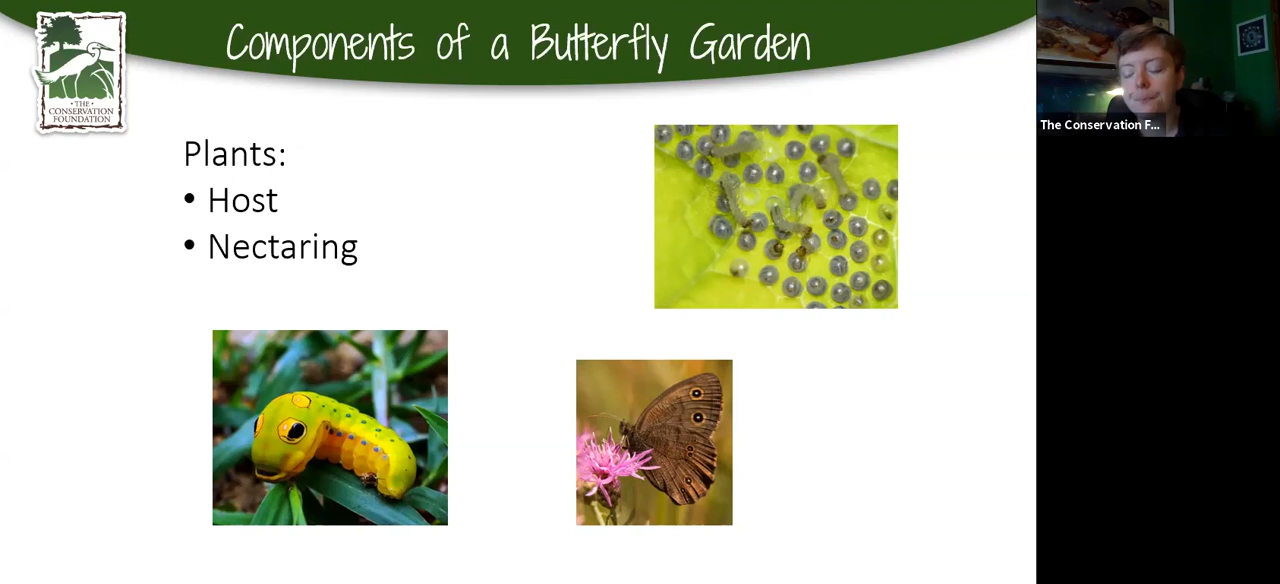 Components of a Butterfly Garden
• THE •
CONSERVATION
FOUNDATION
Plants:
• Host
• Nectaring
The Conservation F...